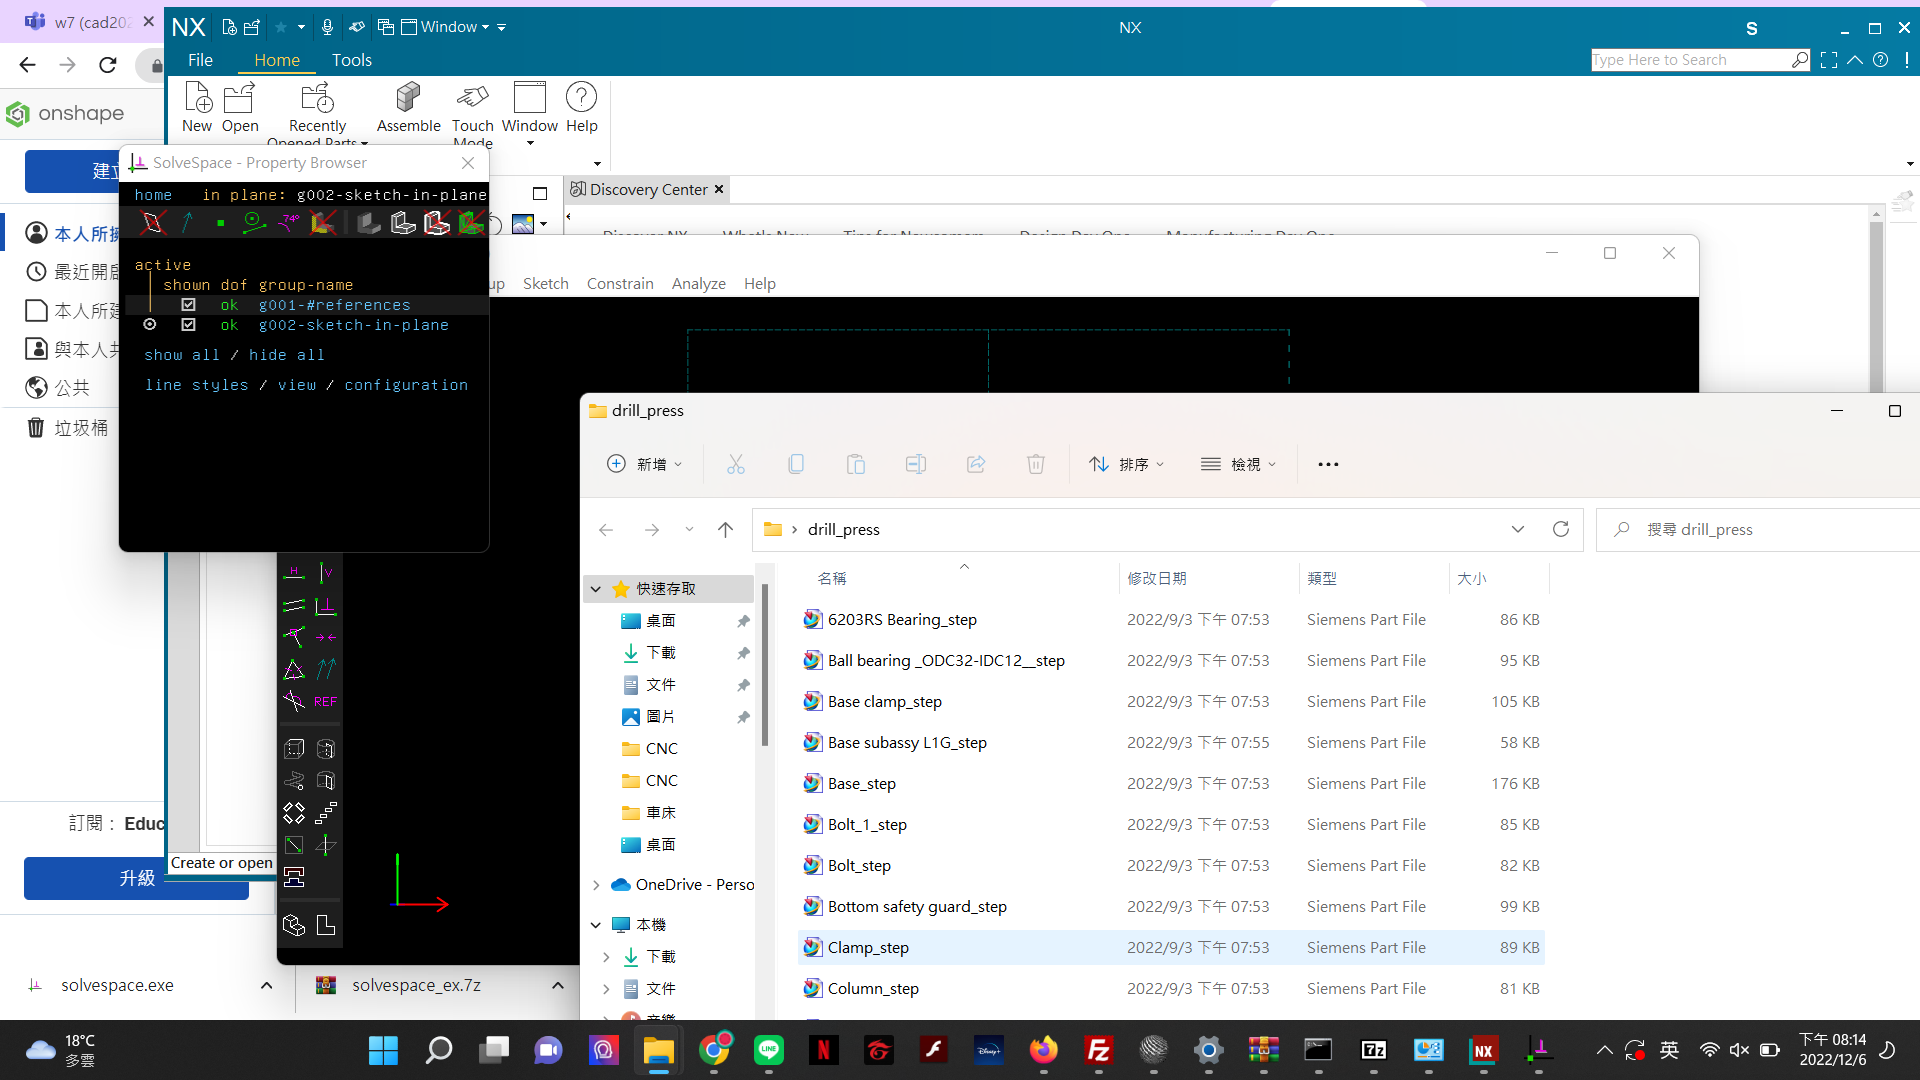 w7 (cad202
NX
Window
NX
S
File
Home
Tools
Type Here to Search
onshape
New
Open
Recently
Opened Parts
Assemble
Touch
Mode
Window
Help
SolveSpace - Property Browser
home in plane: g002-sketch-in-plane
-74°
active
shown dof group-name
ok g001-#references
ok g002-sketch-in-plane
show all / hide all
line styles / view / configuration
Discovery Center
Sketch
Constrain
Analyze
Help
本人所
最近開啟
本人所建
與本人共
公共
垃圾桶
訂閱： Educ
升級
Create or open
H
V
REF
drill_press
新增
排序
檢視
drill_press
搜尋 drill_press
快速存取
桌面
下載
文件
圖片
CNC
CNC
車床
桌面
OneDrive - Perso
本機
下載
文件
名稱 修改日期 類型 大小
6203RS Bearing_step 2022/9/3 下午 07:53 Siemens Part File 86 KB
Ball bearing _ODC32-IDC12__step 2022/9/3 下午 07:53 Siemens Part File 95 KB
Base clamp_step 2022/9/3 下午 07:53 Siemens Part File 105 KB
Base subassy L1G_step 2022/9/3 下午 07:55 Siemens Part File 58 KB
Base_step 2022/9/3 下午 07:53 Siemens Part File 176 KB
Bolt_1_step 2022/9/3 下午 07:53 Siemens Part File 85 KB
Bolt_step 2022/9/3 下午 07:53 Siemens Part File 82 KB
Bottom safety guard_step 2022/9/3 下午 07:53 Siemens Part File 99 KB
Clamp_step 2022/9/3 下午 07:53 Siemens Part File 89 KB
Column_step 2022/9/3 下午 07:53 Siemens Part File 81 KB
solvespace.exe
solvespace_ex.7z
18°C
多雲
LINE
N
Disney+
Fz
7z
NX
英
下午 08:14
2022/12/6